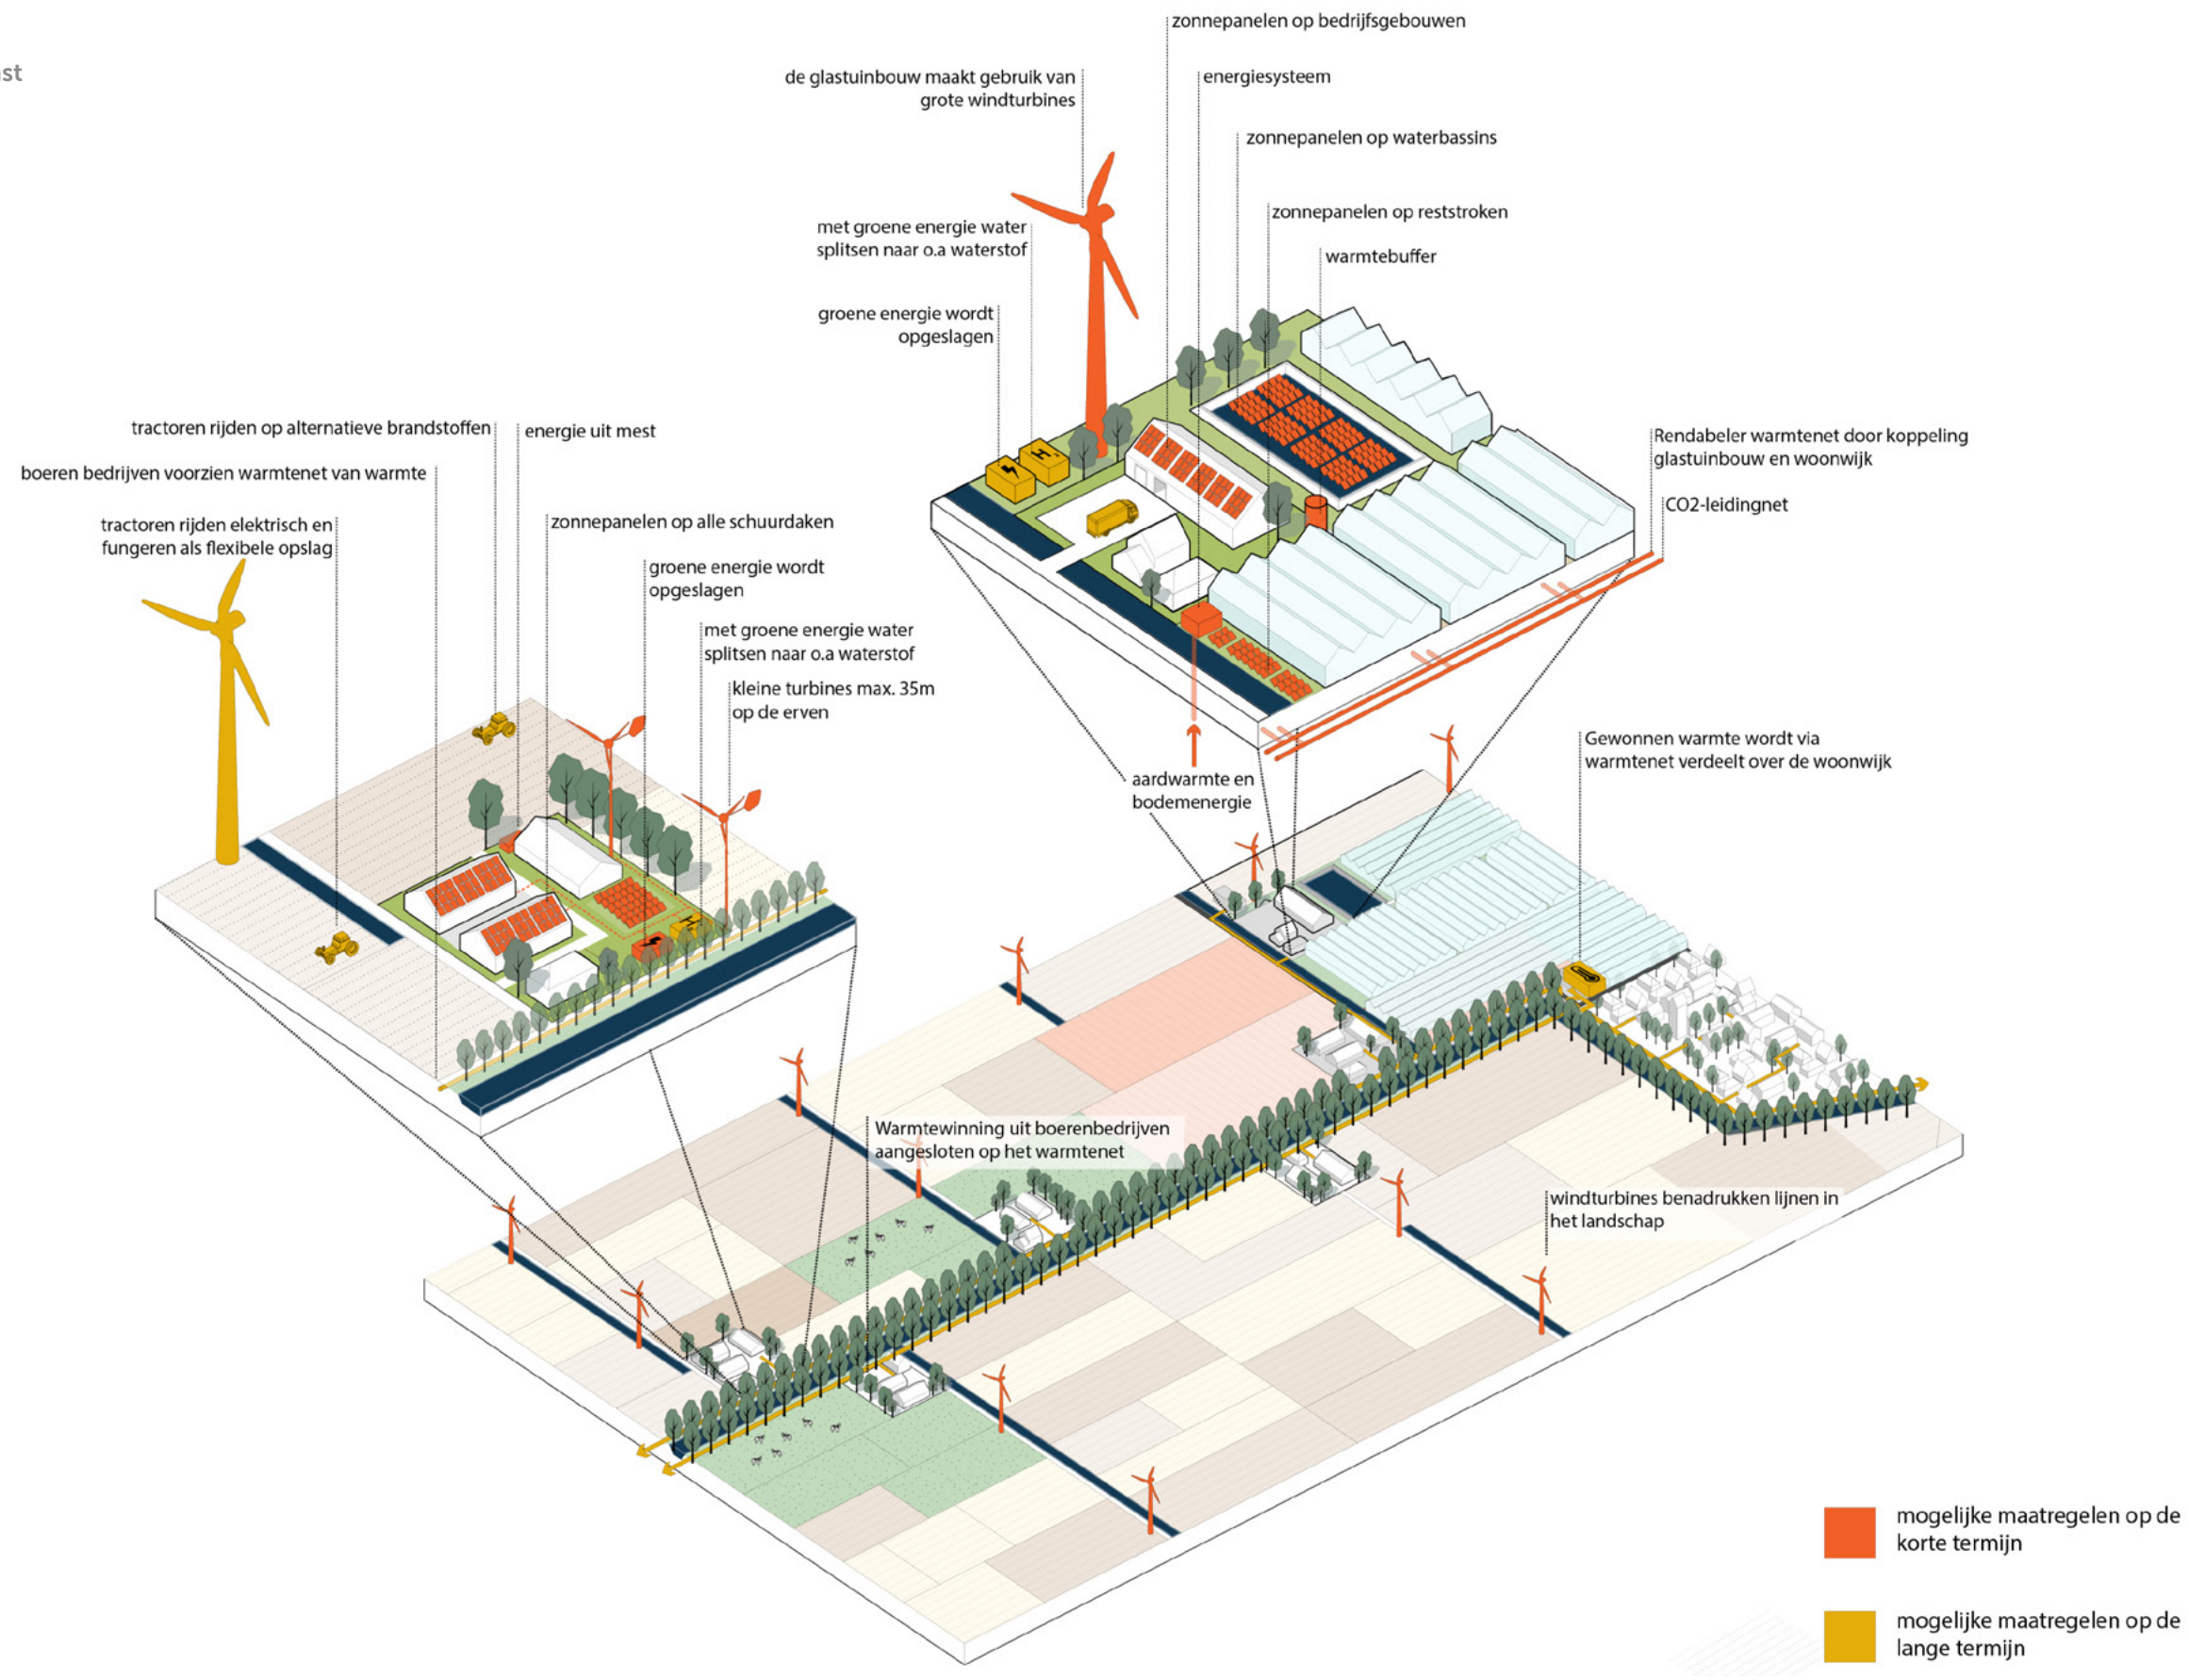 st
zonnepanelen op bedrijfsgebouwen
de glastuinbouw maakt gebruik van
grote windturbines
energiesysteem
zonnepanelen op waterbassins
zonnepanelen op reststroken
met groene energie water
splitsen naar o.a waterstof
warmtebuffer
groene energie wordt
opgeslagen
Rendabeler warmtenet door koppeling
glastuinbouw en woonwijk
CO2-leidingnet
aardwarmte en
bodemenergie
tractoren rijden op alternatieve brandstoffen
energie uit mest
boeren bedrijven voorzien warmtenet van warmte
tractoren rijden elektrisch en
fungeren als flexibele opslag
zonnepanelen op alle schuurdaken
groene energie wordt
opgeslagen
met groene energie water
splitsen naar o.a waterstof
kleine turbines max. 35m
op de erven
Gewonnen warmte wordt via
warmtenet verdeelt over de woonwijk
Warmtewinning uit boerenbedrijven
aangesloten op het warmtenet
windturbines benadrukken lijnen in
het landschap
mogelijke maatregelen op de
korte termijn
mogelijke maatregelen op de
lange termijn